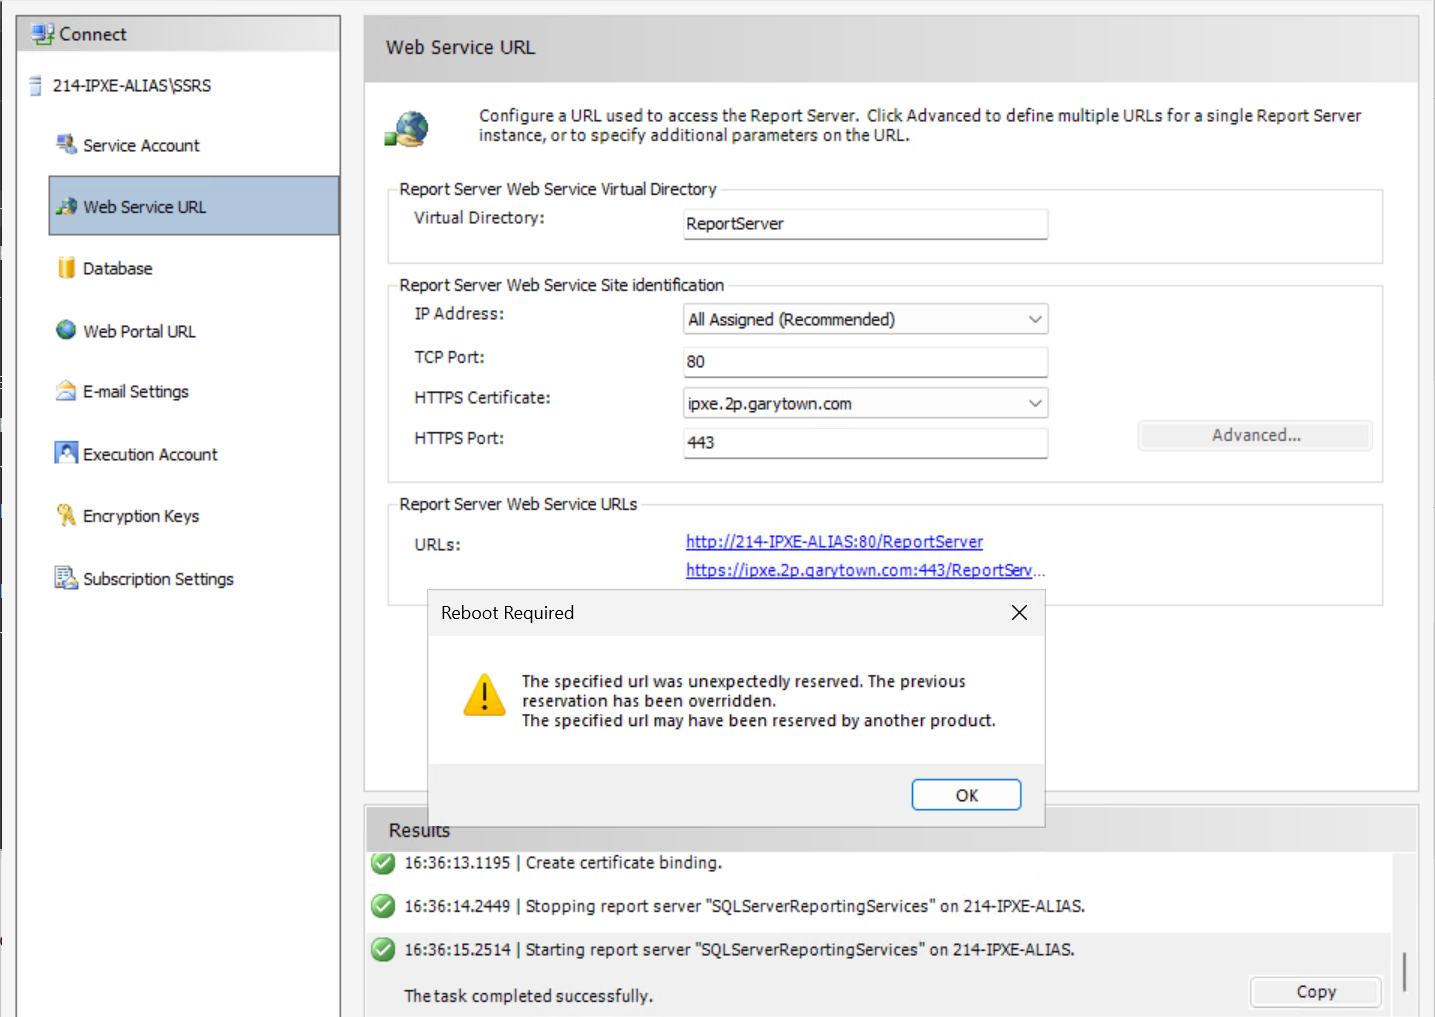 Connect
214-IPXE-ALIAS\SSRS
Service Account
Web Service URL
Database
Web Portal URL
E-mail Settings
Execution Account
Encryption Keys
Subscription Settings
Web Service URL
Configure a URL used to access the Report Server.  Click Advanced to define multiple URLs for a single Report Server
instance, or to specify additional parameters on the URL.
Report Server Web Service Virtual Directory
Virtual Directory: ReportServer
Report Server Web Service Site identification
IP Address: All Assigned (Recommended)
TCP Port: 80
HTTPS Certificate: ipxe.2p.garytown.com
HTTPS Port: 443
Advanced...
Report Server Web Service URLs
URLs: http://214-IPXE-ALIAS:80/ReportServer
https://ipxe.2p.garytown.com:443/ReportServ...
Reboot Required
The specified url was unexpectedly reserved. The previous
reservation has been overridden.
The specified url may have been reserved by another product.
OK
Results
16:36:13.1195 | Create certificate binding.
16:36:14.2449 | Stopping report server "SQLServerReportingServices" on 214-IPXE-ALIAS.
16:36:15.2514 | Starting report server "SQLServerReportingServices" on 214-IPXE-ALIAS.
The task completed successfully.
Copy